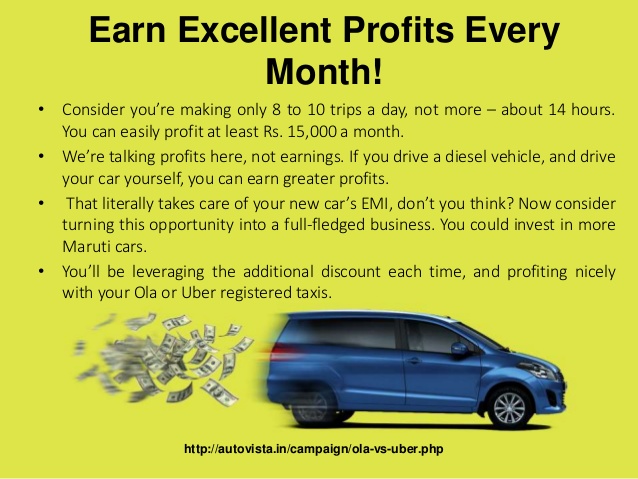 Earn Excellent Profits Every
Month!
• Consider you’re making only 8 to 10 trips a day, not more – about 14 hours.
You can easily profit at least Rs. 15,000 a month.
• We’re talking profits here, not earnings. If you drive a diesel vehicle, and drive
your car yourself, you can earn greater profits.
• That literally takes care of your new car’s EMI, don’t you think? Now consider
turning this opportunity into a full-fledged business. You could invest in more
Maruti cars.
• You’ll be leveraging the additional discount each time, and profiting nicely
with your Ola or Uber registered taxis.
http://autovista.in/campaign/ola-vs-uber.php